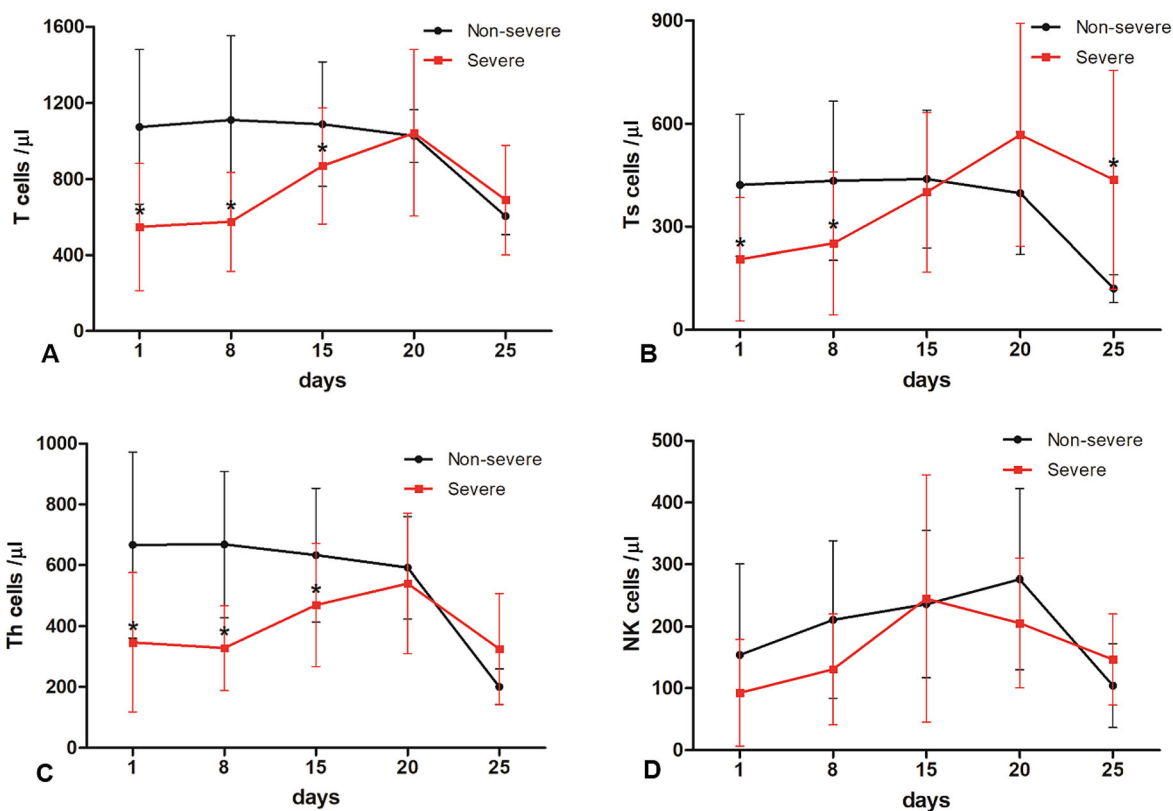 Non-severe
Severe
T cells /μl
1600
1200
800
400
0
*
*
*
1 8 15 20 25
days
A
Non-severe
Severe
Ts cells /μl
900
600
300
0
*
*
*
1 8 15 20 25
days
B
Non-severe
Severe
Th cells /μl
1000
800
600
400
200
0
*
*
*
1 8 15 20 25
days
C
Non-severe
Severe
NK cells /μl
500
400
300
200
100
0
1 8 15 20 25
days
D